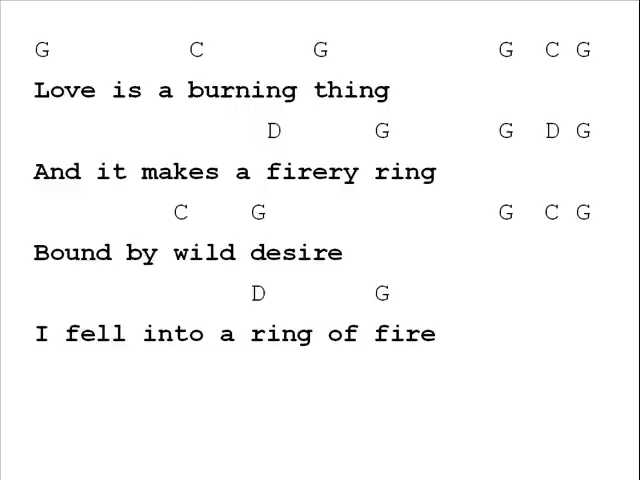 G C G G C G
Love is a burning thing
D G G D G
And it makes a firery ring
C G G C G
Bound by wild desire
D G
I fell into a ring of fire